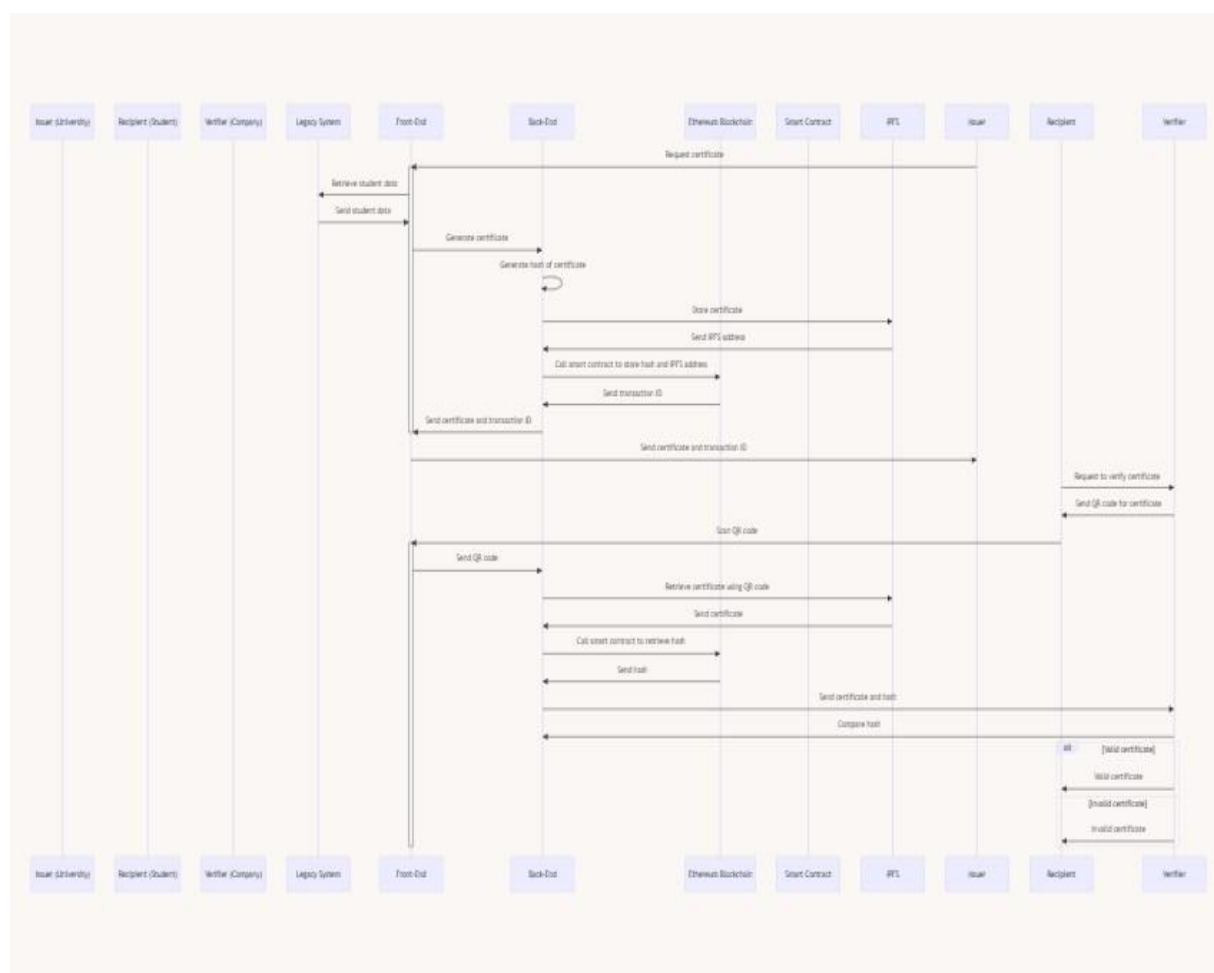 Issuer (University) Recipient (Student) Verifier (Company) Legacy System Front-End Back-End Ethereum Blockchain Smart Contract IPFS Issuer Recipient Verifier
Request certificate
Retrieve student data
Send student data
Generate certificate
Generate hash of certificate
Store certificate
Send IPFS address
Call smart contract to store hash and IPFS address
Send transaction ID
Send certificate and transaction ID
Send certificate and transaction ID
Request to verify certificate
Send QR code for certificate
Scan QR code
Send QR code
Retrieve certificate using QR code
Send certificate
Call smart contract to retrieve hash
Send hash
Send certificate and hash
Compare hash
alt [Valid certificate]
Valid certificate
[Invalid certificate]
Invalid certificate
Issuer (University) Recipient (Student) Verifier (Company) Legacy System Front-End Back-End Ethereum Blockchain Smart Contract IPFS Issuer Recipient Verifier